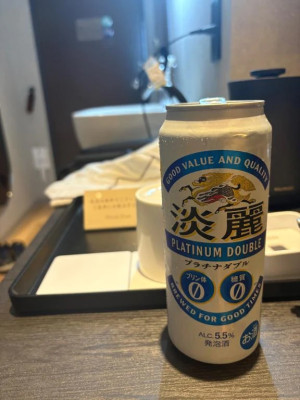 GOOD VALUE AND QUALITY
淡麗
PLATINUM DOUBLE
プラチナダブル
プリン体
0
糖質
0
BREWED FOR GOOD TIMES
ALC.5.5%
発泡酒
お酒